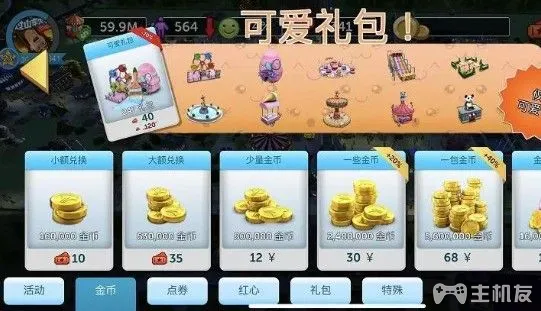 59.9M
564
可爱礼包！
可爱礼包
-70%
40
120
可爱
小额兑换
大额兑换
少量金币
一些金币
+20%
一包金币
+40%
金币
530,000 金币
500,000 金币
2,400,000 金币
5,600,000 金币
10
35
12 ¥
30 ¥
68 ¥
活动
金币
点券
红心
礼包
特殊
主机友